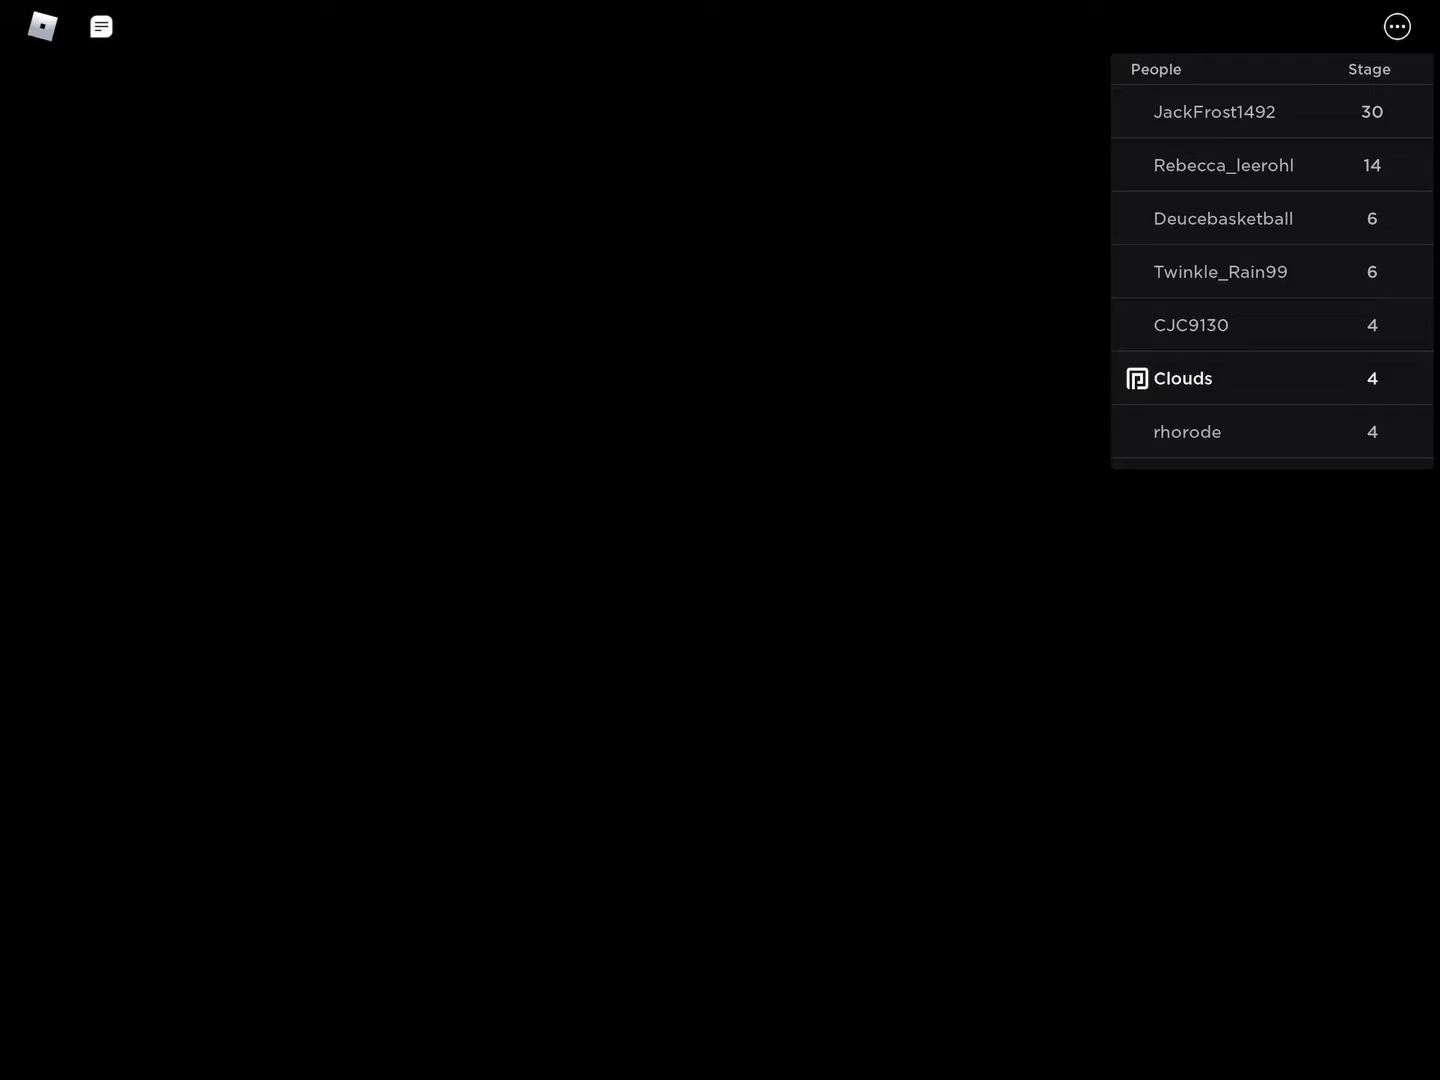 People Stage
JackFrost1492 30
Rebecca_leerohl 14
Deucebasketball 6
Twinkle_Rain99 6
CJC9130 4
Clouds 4
rhorode 4